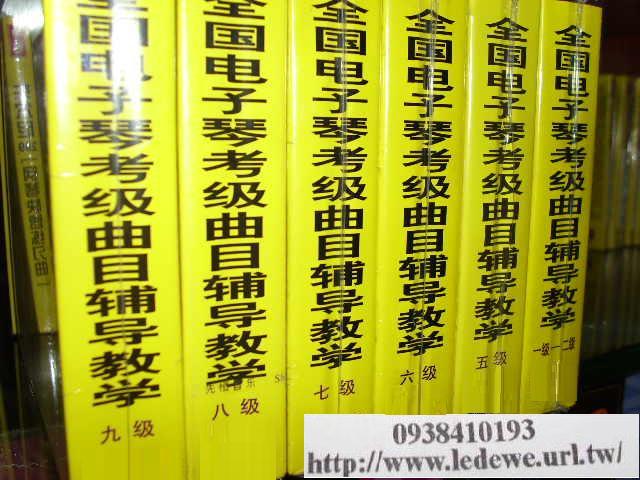 全国电子琴考级曲目辅导教学
九级
全国电子琴考级曲目辅导教学
八级
全国电子琴考级曲目辅导教学
七级
全国电子琴考级曲目辅导教学
六级
全国电子琴考级曲目辅导教学
五级
全国电子琴考级曲目辅导教学
一级一二级
0938410193
http://www.ledewe.url.tw/